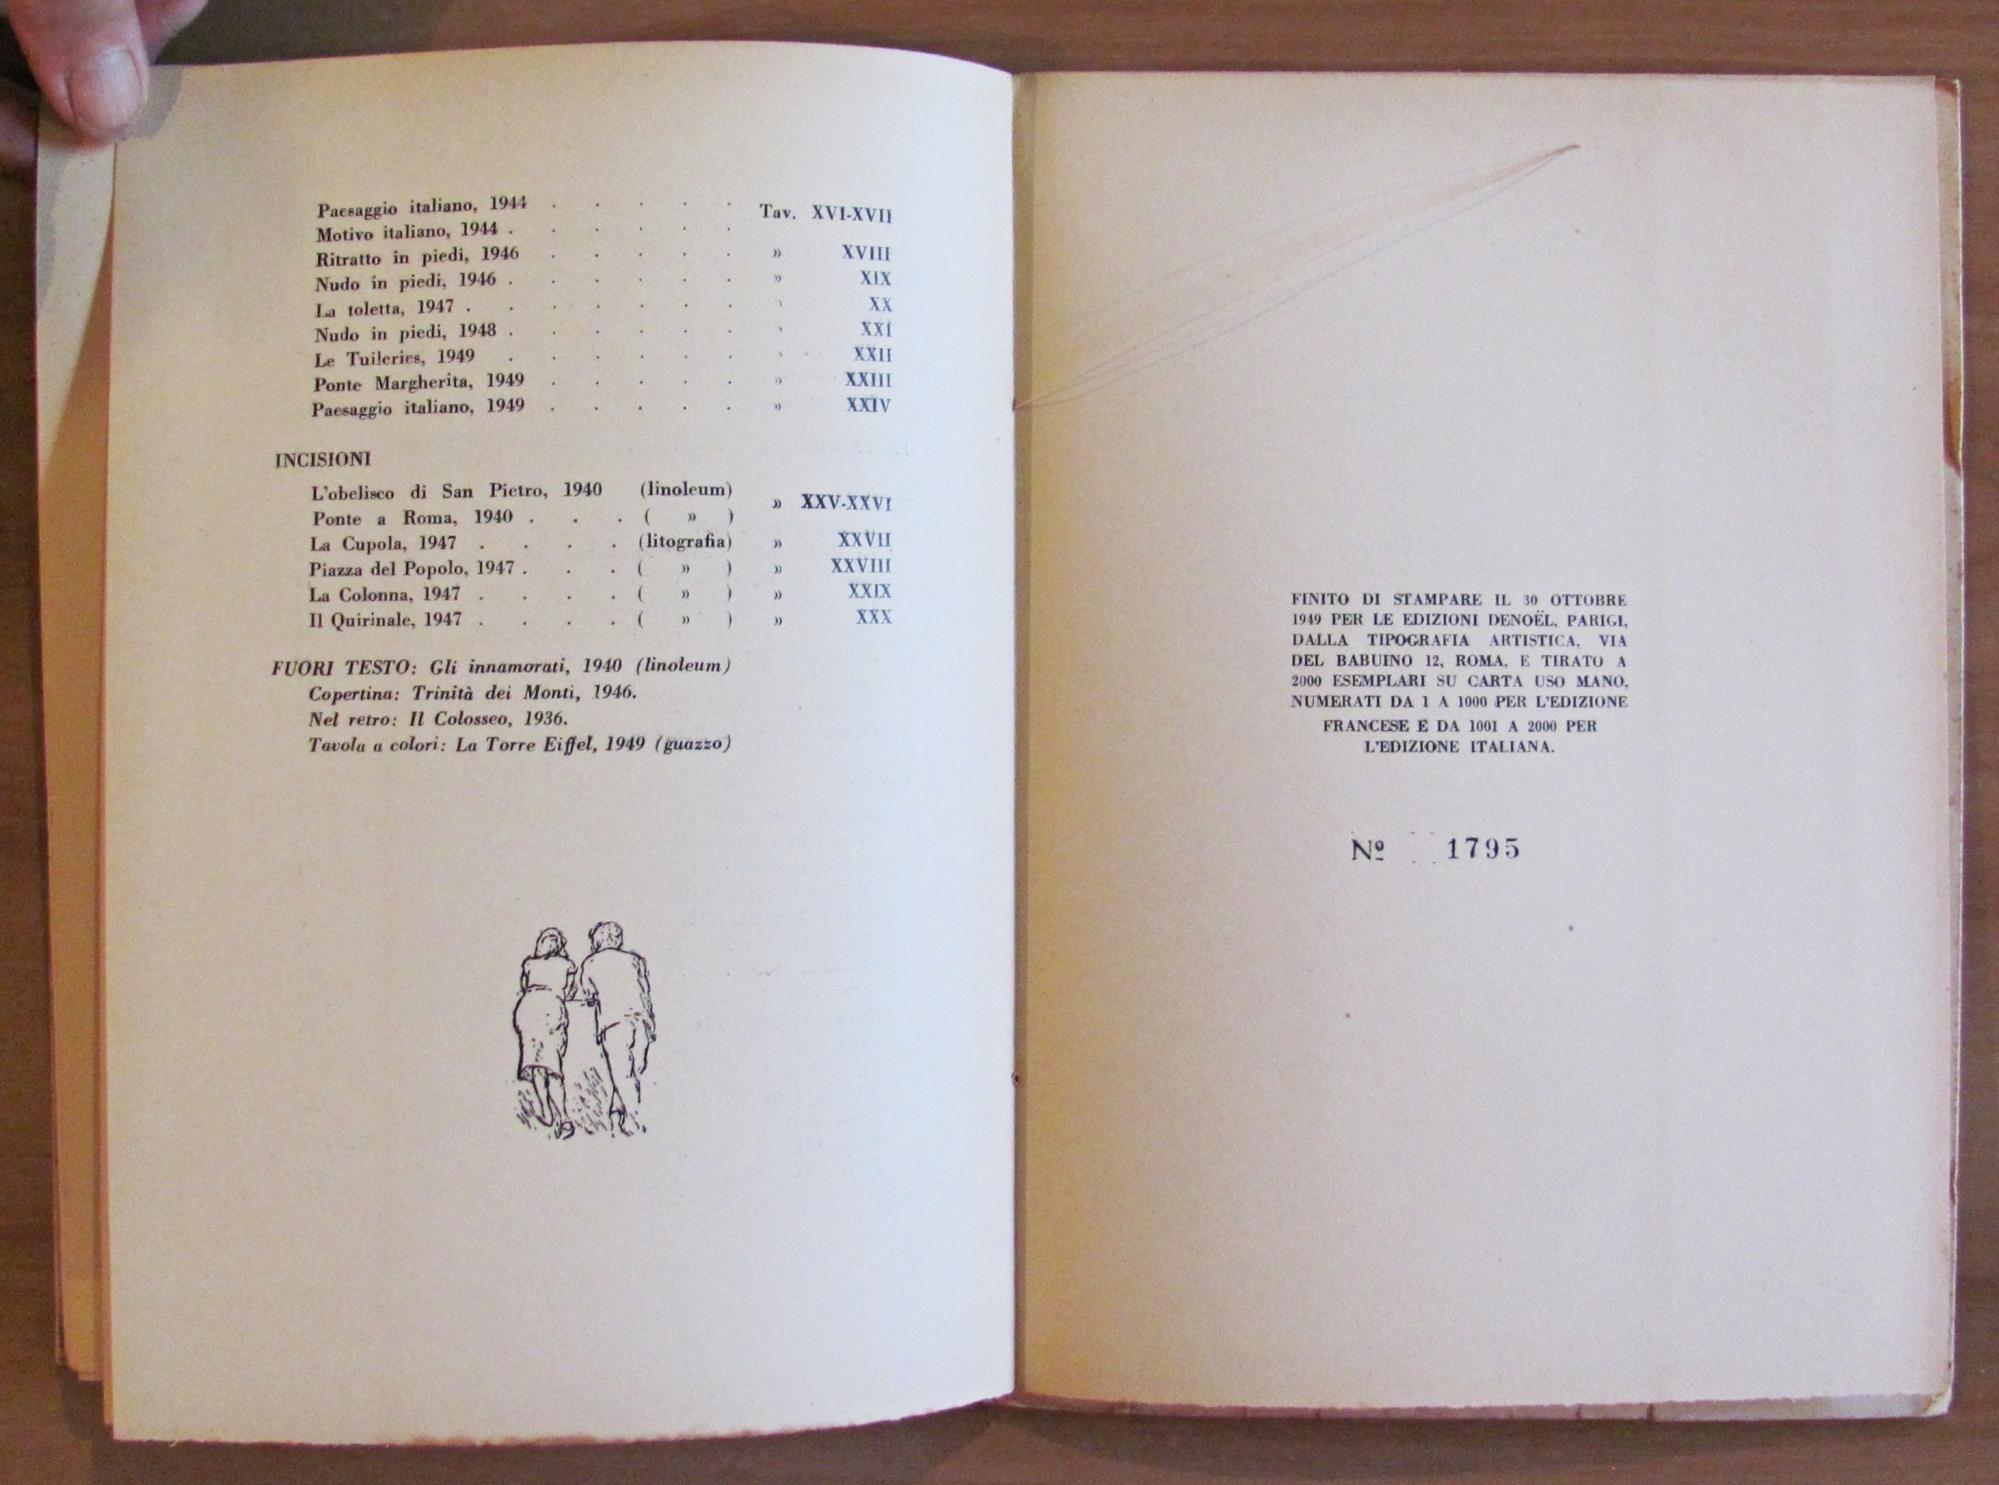 Paesaggio italiano, 1944 . . . . . Tav. XVI-XVII
Motivo italiano, 1944 . . . . . .
Ritratto in piedi, 1946 . . . . . » XVIII
Nudo in piedi, 1946 . . . . . . » XIX
La toletta, 1947 . . . . . . . » XX
Nudo in piedi, 1948 . . . . . . » XXI
Le Tuileries, 1949 . . . . . . » XXII
Ponte Margherita, 1949 . . . . . » XXIII
Paesaggio italiano, 1949 . . . . . » XXIV
INCISIONI
L'obelisco di San Pietro, 1940 (linoleum) » XXV-XXVI
Ponte a Roma, 1940 . . . ( » )
La Cupola, 1947 . . . . (litografia) » XXVII
Piazza del Popolo, 1947 . . . ( » ) » XXVIII
La Colonna, 1947 . . . . ( » ) » XXIX
Il Quirinale, 1947 . . . . ( » ) » XXX
FUORI TESTO: Gli innamorati, 1940 (linoleum)
Copertina: Trinità dei Monti, 1946.
Nel retro: Il Colosseo, 1936.
Tavola a colori: La Torre Eiffel, 1949 (guazzo)
FINITO DI STAMPARE IL 30 OTTOBRE
1949 PER LE EDIZIONI DENOËL, PARIGI,
DALLA TIPOGRAFIA ARTISTICA, VIA
DEL BABUINO 12, ROMA, E TIRATO A
2000 ESEMPLARI SU CARTA USO MANO,
NUMERATI DA 1 A 1000 PER L'EDIZIONE
FRANCESE E DA 1001 A 2000 PER
L'EDIZIONE ITALIANA.
Nº 1795